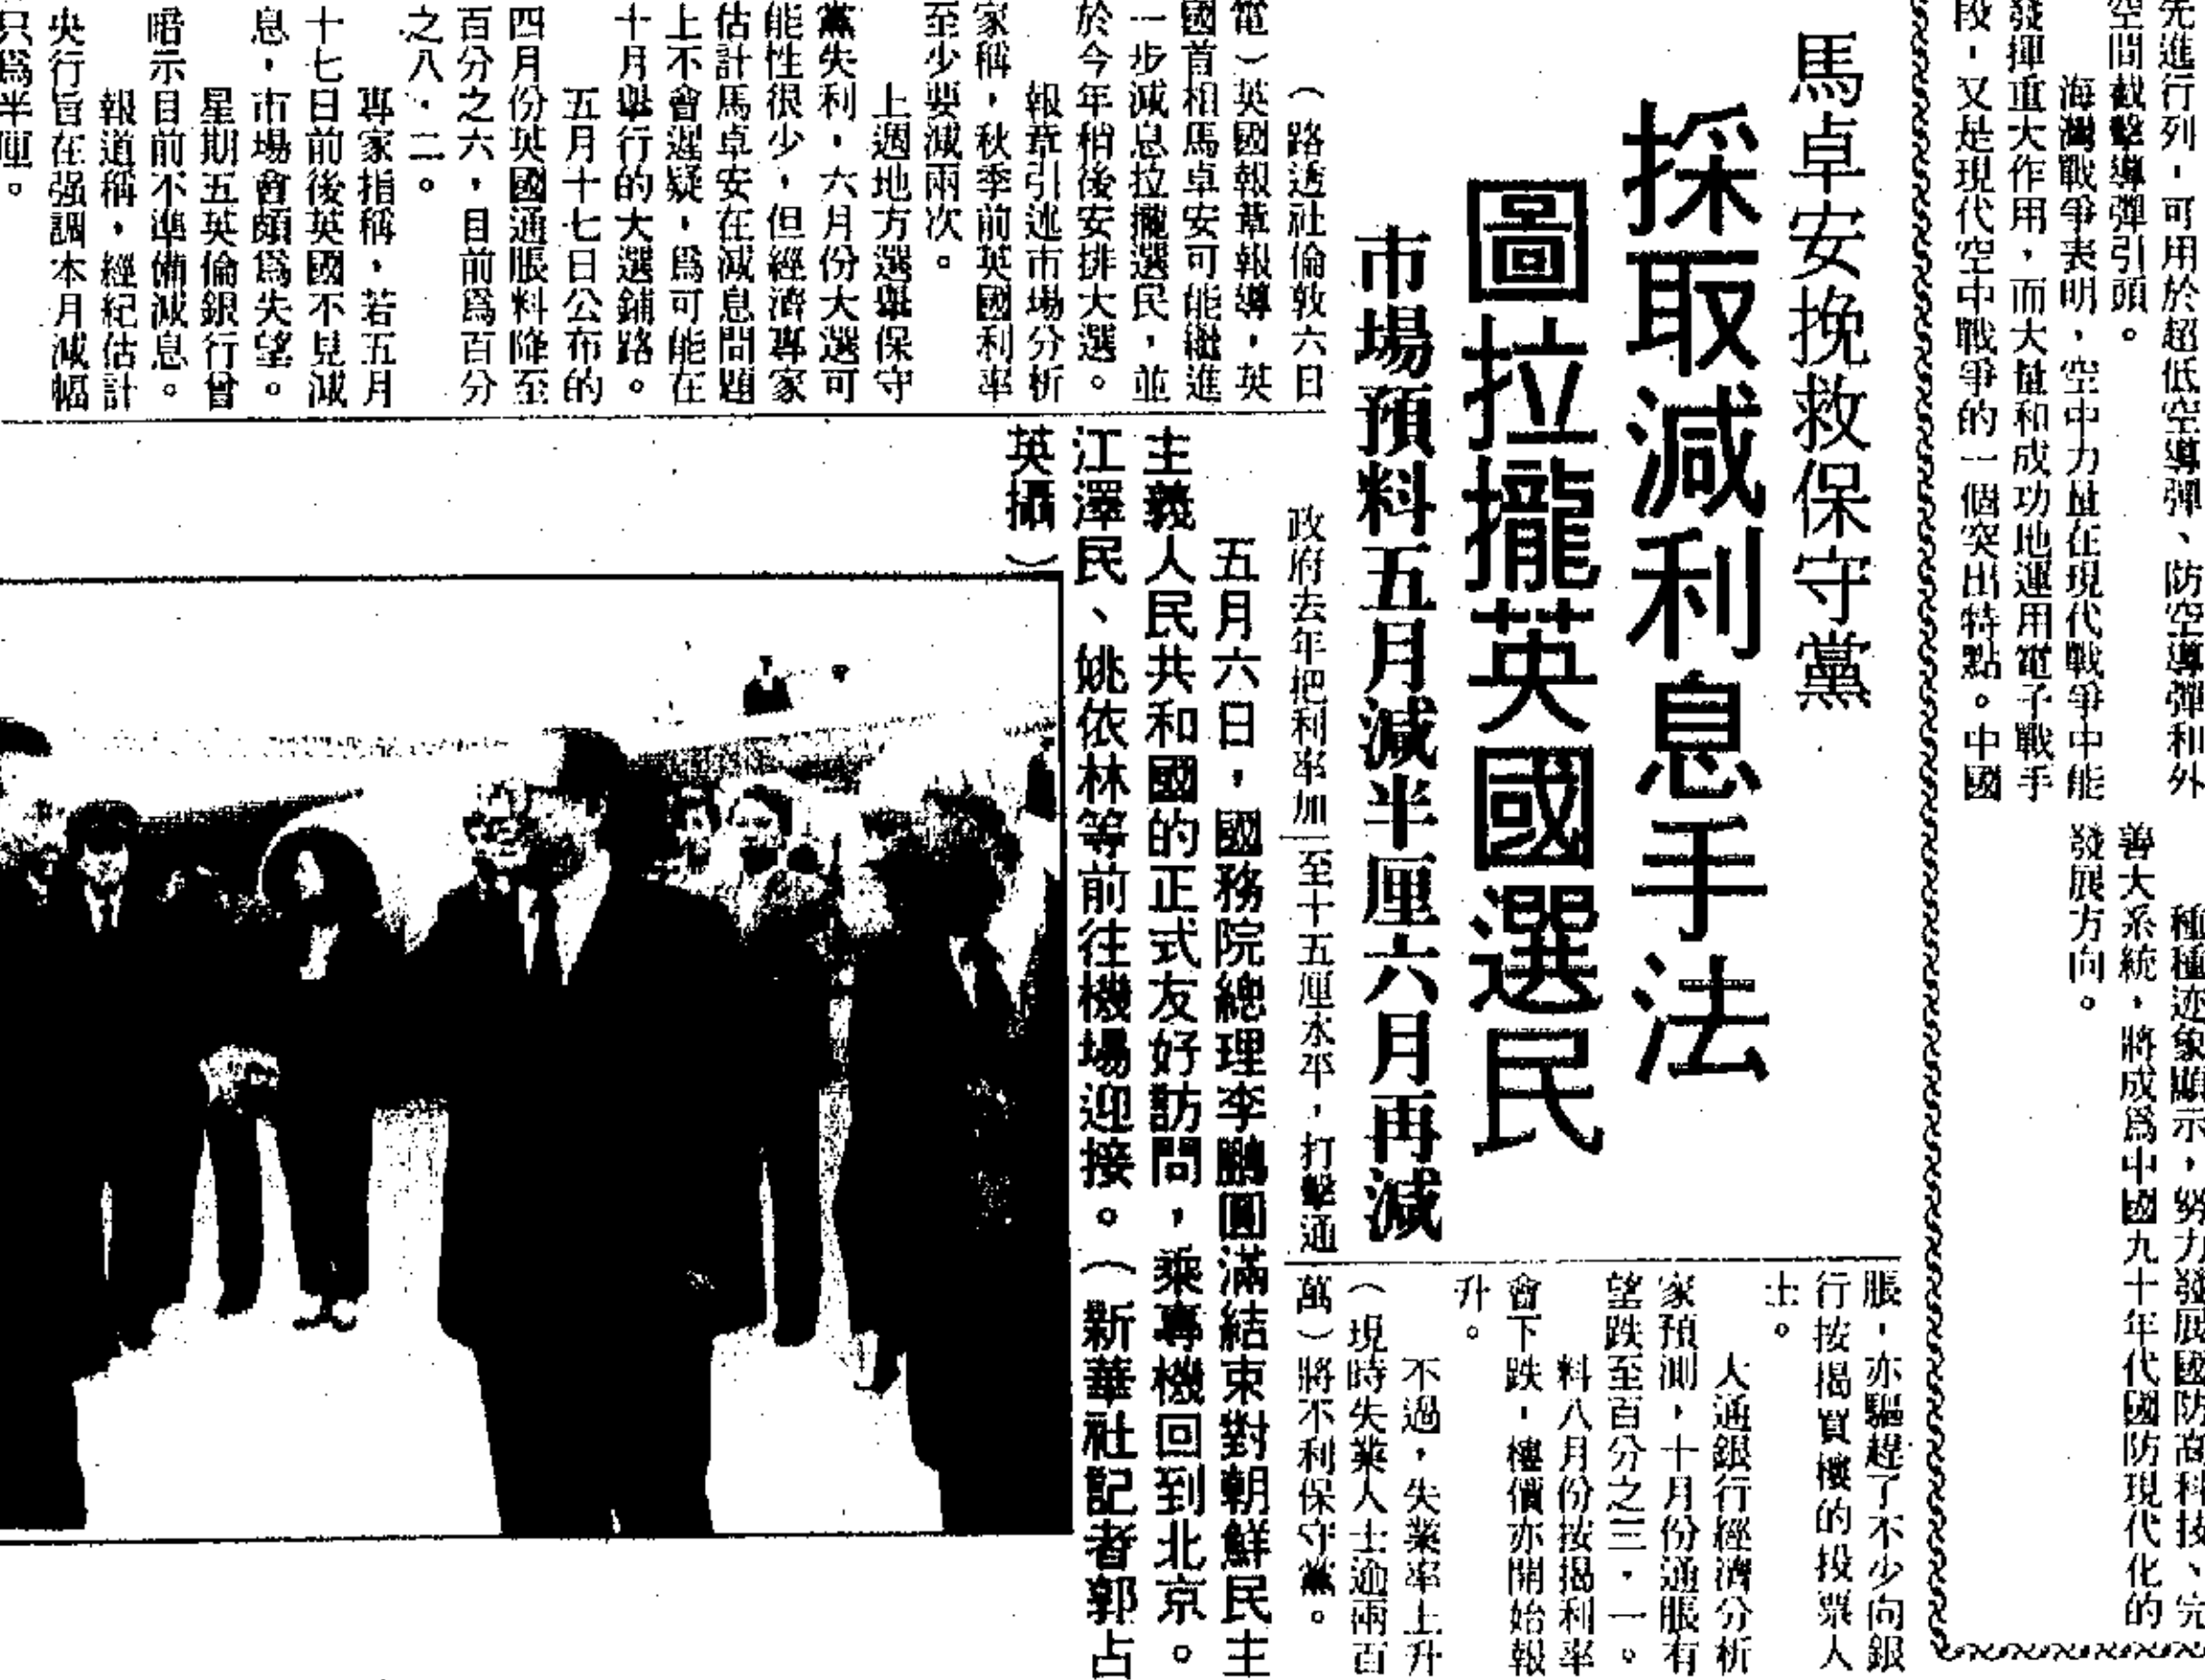 先進行列，可用於超低空導彈、防空導彈和外
空間截擊導彈引頭。
海灣戰爭表明，空中力量在現代戰爭中能
發揮重大作用，而大量和成功地運用電子戰手
段，又是現代空中戰爭的一個突出特點。中國
種種迹象顯示，努力發展國防高科技、完
善大系統，將成爲中國九十年代國防現代化的
發展方向。
馬卓安挽救保守黨
採取減利息手法
圖拉攏英國選民
市場預料五月減半厘六月再減
（路透社倫敦六日
電）英國報章報導，英
國首相馬卓安可能繼進
一步減息拉攏選民，並
於今年稍後安排大選。
報章引述市場分析
家稱，秋季前英國利率
至少要減兩次。
上週地方選舉保守
黨失利，六月份大選可
能性很少，但經濟專家
估計馬卓安在減息問題
上不會遲疑，爲可能在
十月舉行的大選鋪路。
五月十七日公布的
四月份英國通脹料降至
百分之六，目前爲百分
之八．二。
專家指稱，若五月
十七日前後英國不見減
息，市場會頗爲失望。
星期五英倫銀行曾
暗示目前不準備減息。
報道稱，經紀估計
央行旨在强調本月減幅
只爲半厘。
政府去年把利率加
至十五厘水平，打擊通
脹，亦驅趕了不少向銀
行按揭買樓的投票人
士。
大通銀行經濟分析
家預測，十月份通脹有
望跌至百分之三．一。
料八月份按揭利率
會下跌，樓價亦開始報
升。
不過，失業率上升
（現時失業人士逾兩百
萬）將不利保守黨。
五月六日，國務院總理李鵬圓滿結束對朝鮮民主
主義人民共和國的正式友好訪問，乘專機回到北京。
江澤民、姚依林等前往機場迎接。（新華社記者郭占
英攝）